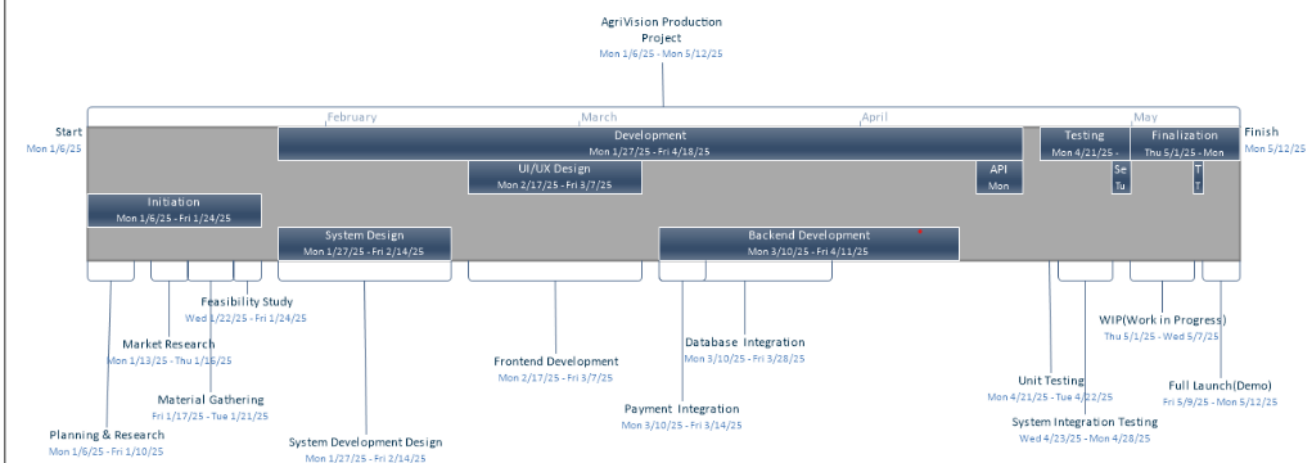 AgriVision Production
Project
Mon 1/6/25 - Mon 5/12/25
February
March
April
May
Start
Mon 1/6/25
Finish
Mon 5/12/25
Development
Mon 1/27/25 - Fri 4/18/25
Testing
Mon 4/21/25 -
Finalization
Thu 5/1/25 - Mon
UI/UX Design
Mon 2/17/25 - Fri 3/7/25
API
Mon
Se
Tu
T
T
Initiation
Mon 1/6/25 - Fri 1/24/25
System Design
Mon 1/27/25 - Fri 2/14/25
Backend Development
Mon 3/10/25 - Fri 4/11/25
Feasibility Study
Wed 1/22/25 - Fri 1/24/25
WIP(Work in Progress)
Thu 5/1/25 - Wed 5/7/25
Market Research
Mon 1/13/25 - Thu 1/16/25
Database Integration
Mon 3/10/25 - Fri 3/28/25
Frontend Development
Mon 2/17/25 - Fri 3/7/25
Unit Testing
Mon 4/21/25 - Tue 4/22/25
Full Launch(Demo)
Fri 5/9/25 - Mon 5/12/25
Material Gathering
Fri 1/17/25 - Tue 1/21/25
Payment Integration
Mon 3/10/25 - Fri 3/14/25
System Integration Testing
Wed 4/23/25 - Mon 4/28/25
Planning & Research
Mon 1/6/25 - Fri 1/10/25
System Development Design
Mon 1/27/25 - Fri 2/14/25